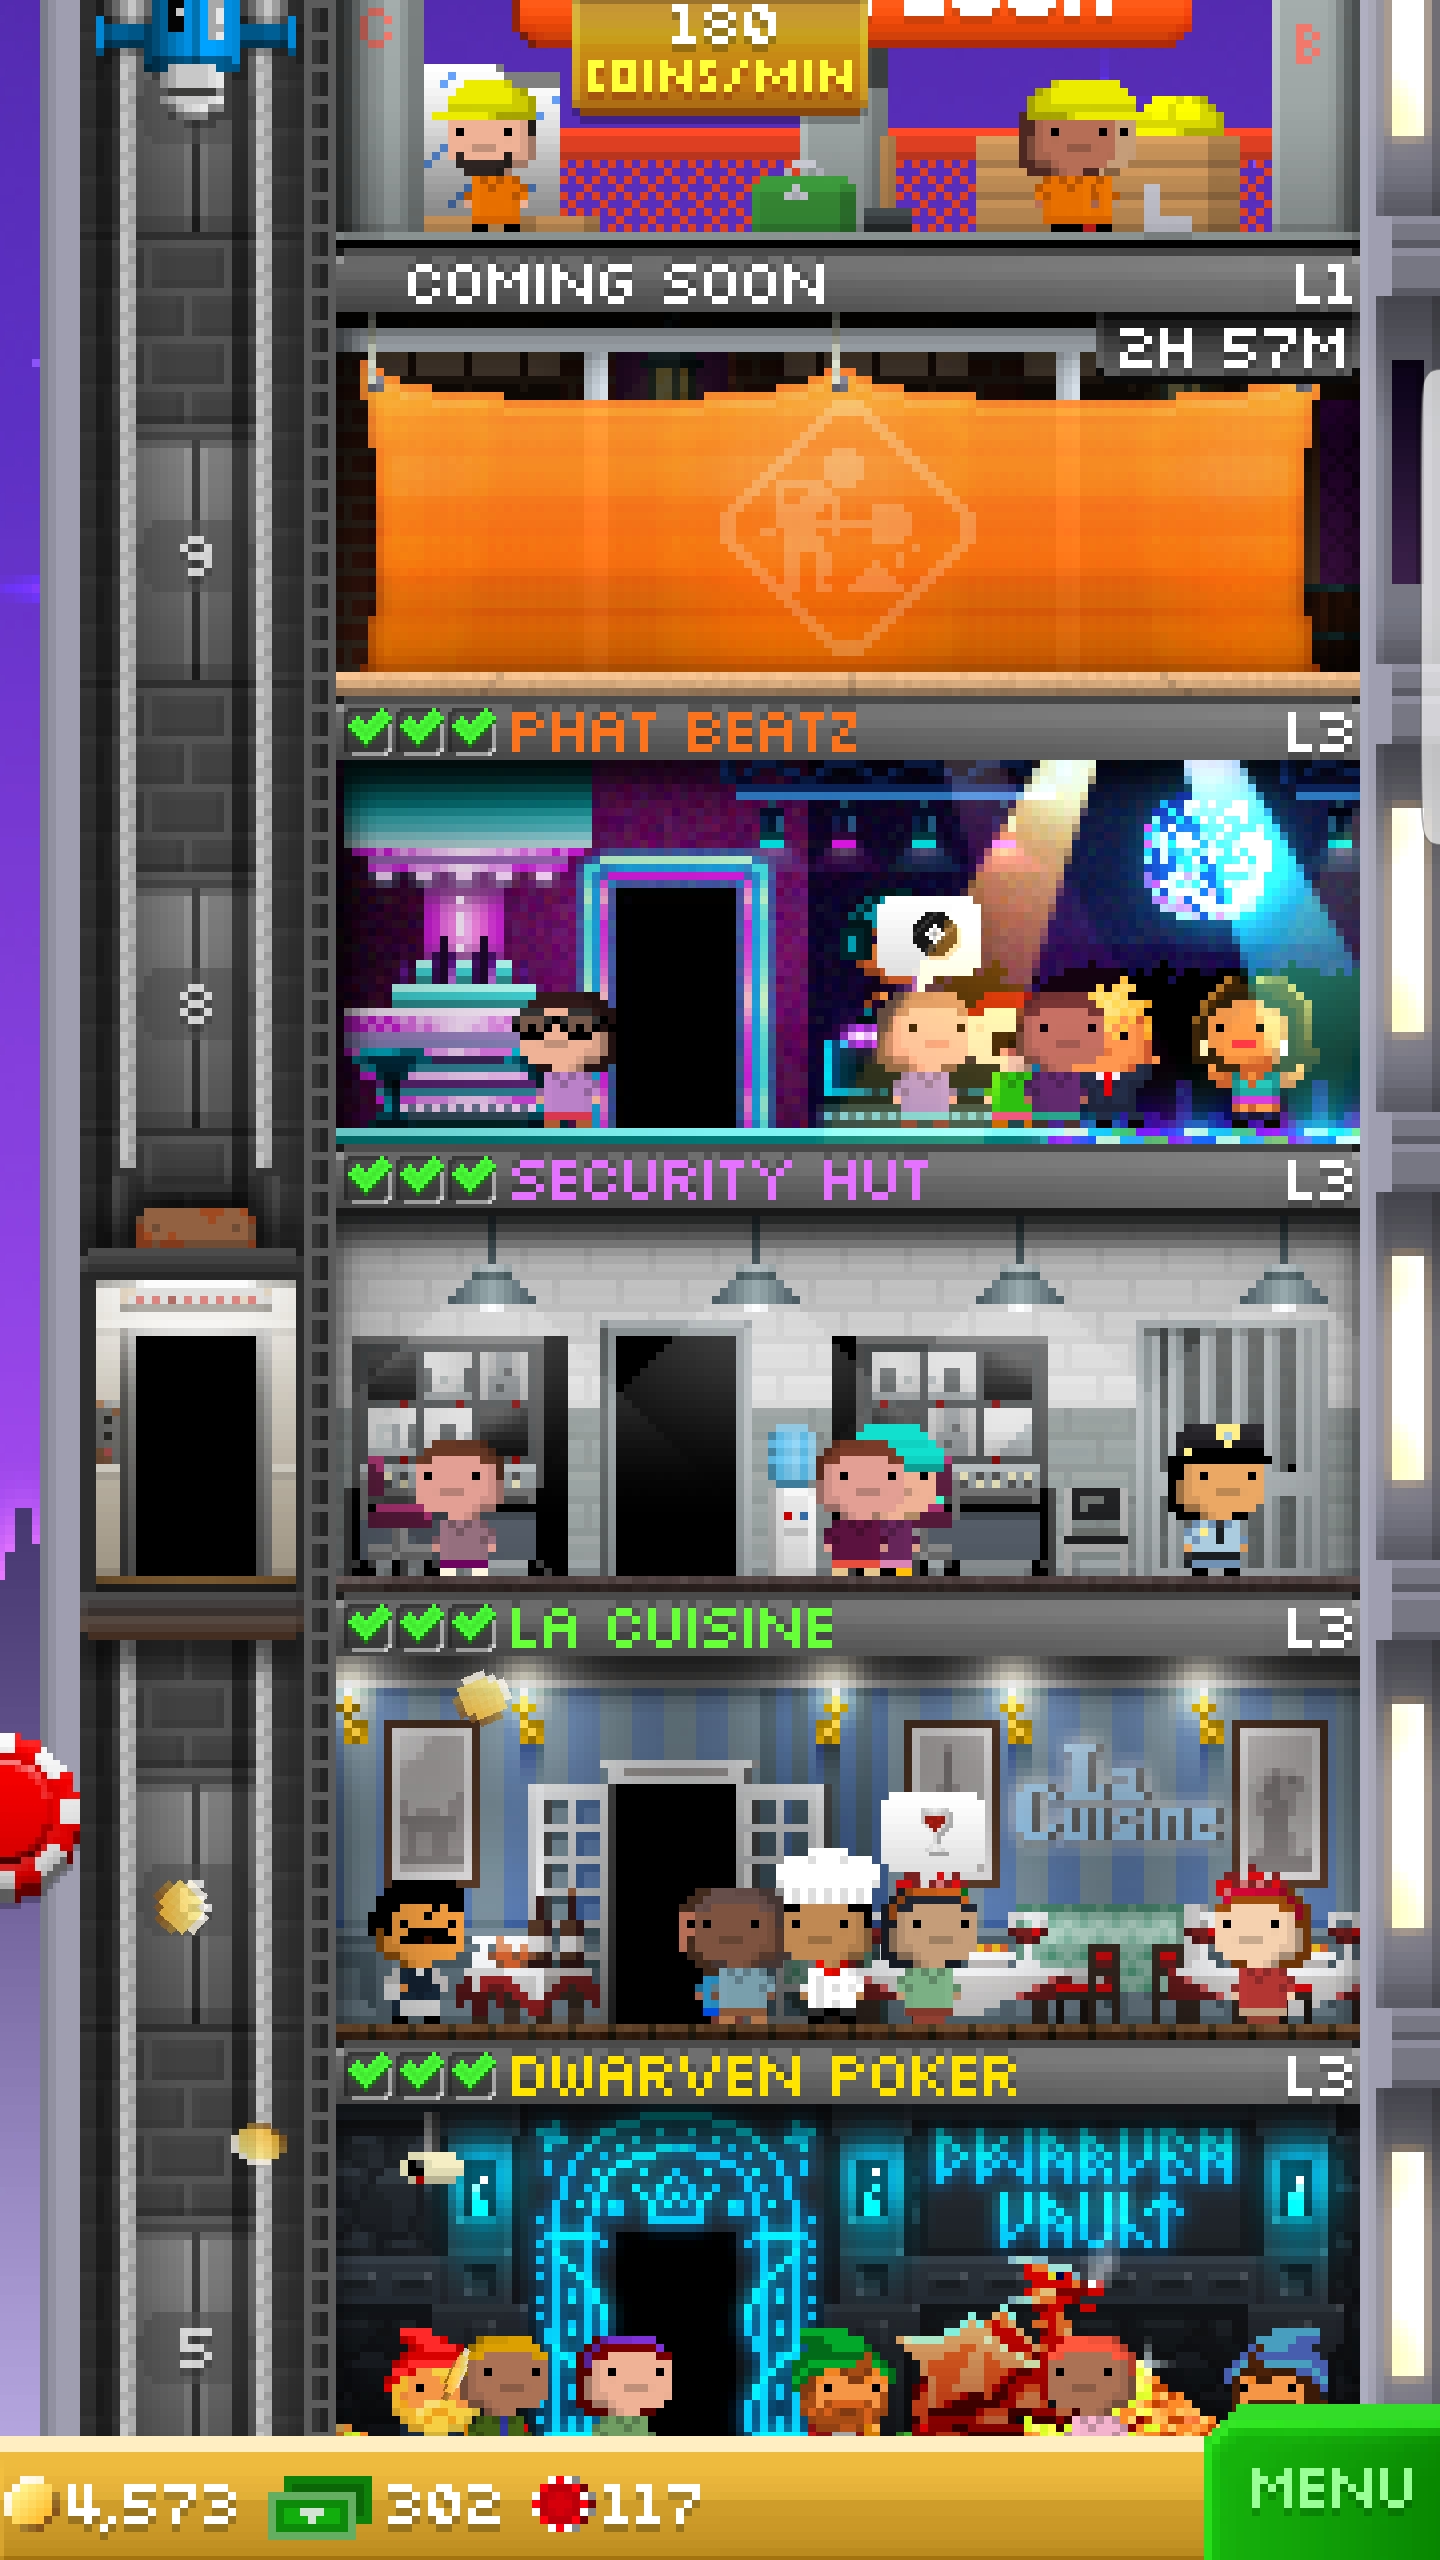 180
COINS/MIN
C
B
COMING SOON L1
2H 57M
9
PHAT BEATZ L3
8
SECURITY HUT L3
LA CUISINE L3
La
Cuisine
DWARVEN POKER L3
DWARVEN
VAULT
5
4,573 302 117
MENU